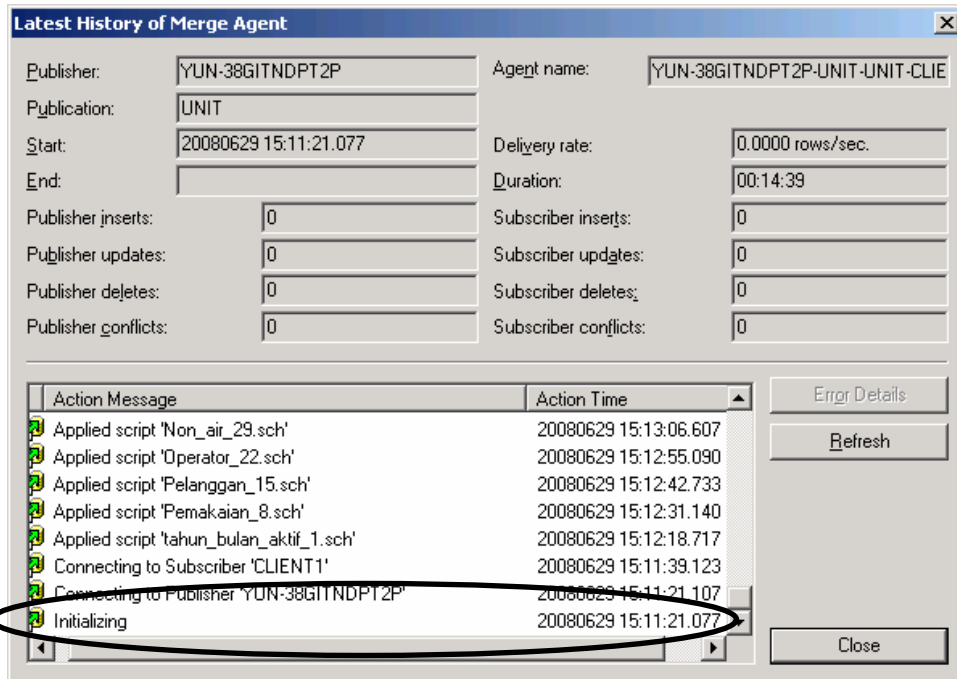 Latest History of Merge Agent
Publisher: YUN-38GITNDPT2P Agent name: YUN-38GITNDPT2P-UNIT-UNIT-CLIE
Publication: UNIT
Start: 20080629 15:11:21.077 Delivery rate: 0.0000 rows/sec.
End: Duration: 00:14:39
Publisher inserts: 0 Subscriber inserts: 0
Publisher updates: 0 Subscriber updates: 0
Publisher deletes: 0 Subscriber deletes: 0
Publisher conflicts: 0 Subscriber conflicts: 0
Action Message Action Time Error Details
Applied script 'Non_air_29.sch' 20080629 15:13:06.607 Refresh
Applied script 'Operator_22.sch' 20080629 15:12:55.090
Applied script 'Pelanggan_15.sch' 20080629 15:12:42.733
Applied script 'Pemakaian_8.sch' 20080629 15:12:31.140
Applied script 'tahun_bulan_aktif_1.sch' 20080629 15:12:18.717
Connecting to Subscriber 'CLIENT1' 20080629 15:11:39.123
Connecting to Publisher 'YUN-38GITNDPT2P' 20080629 15:11:21.107
Initializing 20080629 15:11:21.077
Close